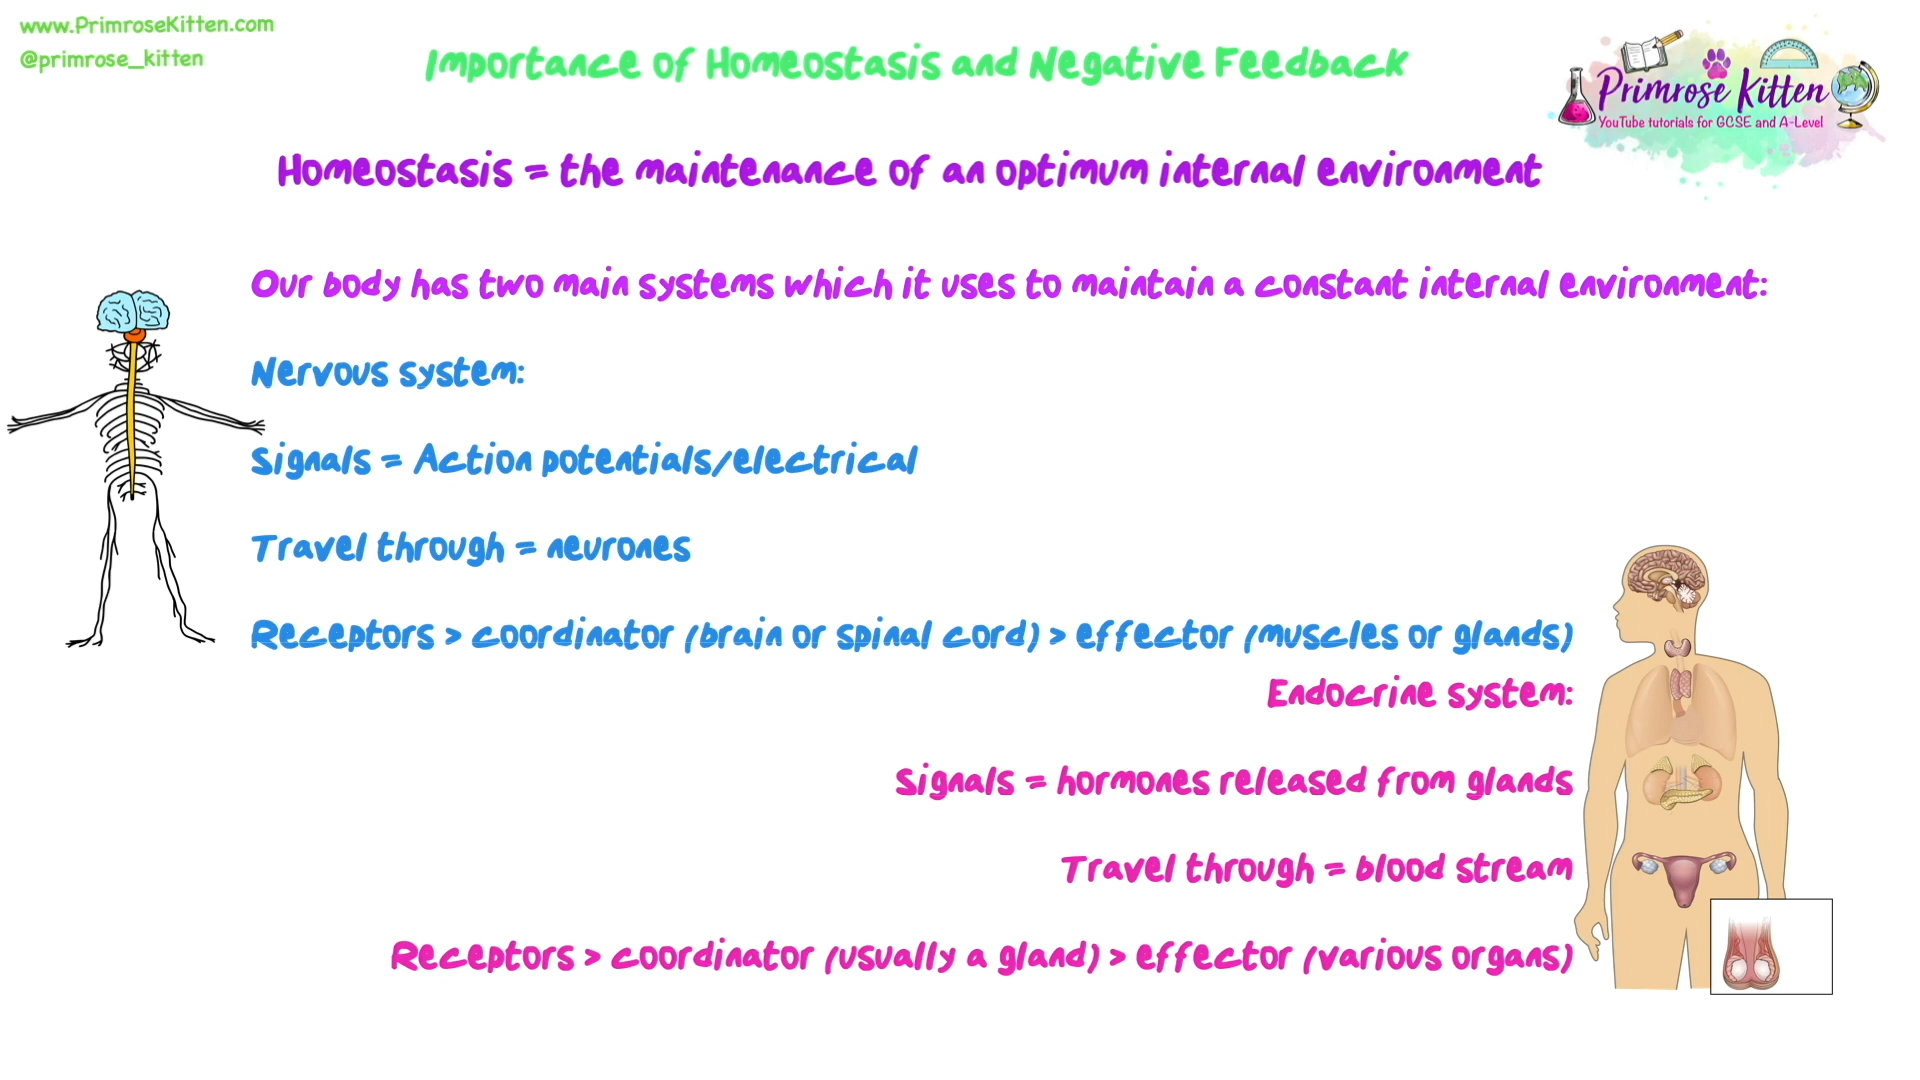 www.PrimroseKitten.com
@primrose_kitten
Importance of Homeostasis and Negative Feedback
Primrose Kitten
YouTube tutorials for GCSE and A-Level
Homeostasis = the maintenance of an optimum internal environment
Our body has two main systems which it uses to maintain a constant internal environment:
Nervous system:
Signals = Action potentials/electrical
Travel through = neurones
Receptors > coordinator (brain or spinal cord) > effector (muscles or glands)
Endocrine system:
Signals = hormones released from glands
Travel through = blood stream
Receptors > coordinator (usually a gland) > effector (various organs)